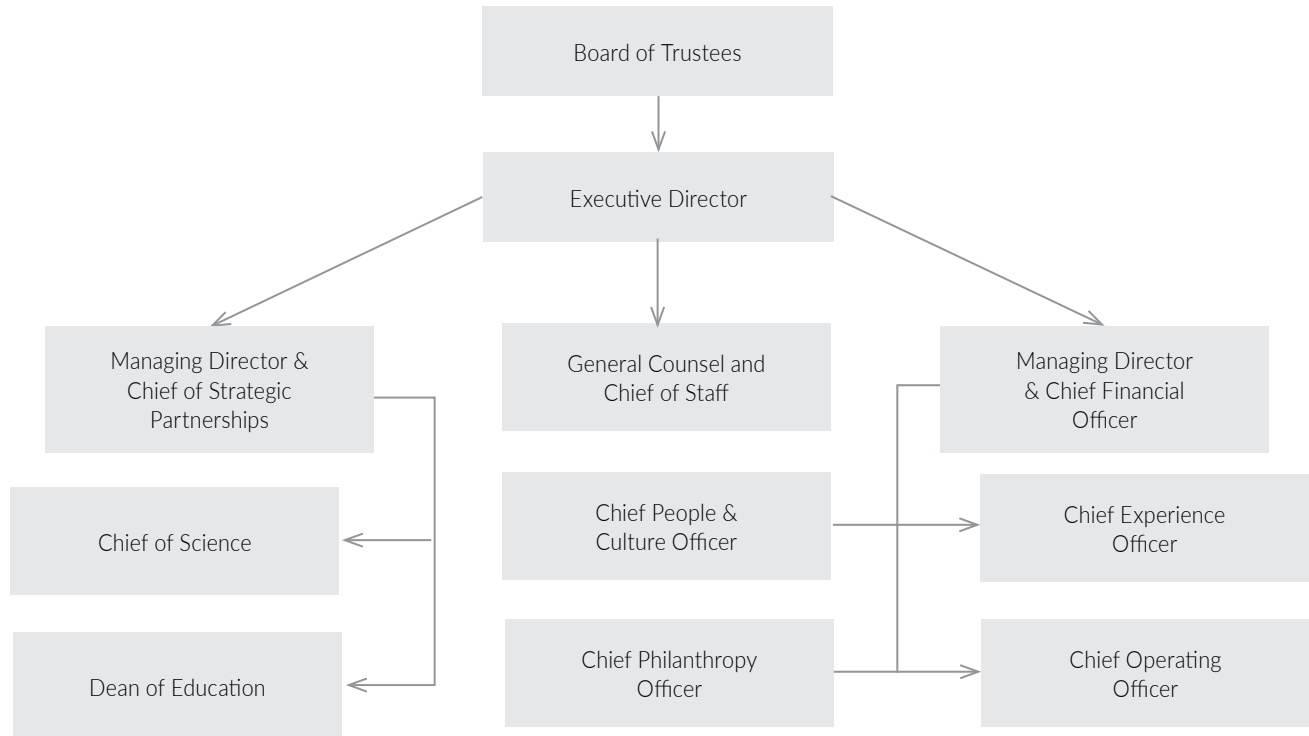 Board of Trustees
Executive Director
Managing Director &
Chief of Strategic
Partnerships
General Counsel and
Chief of Staff
Managing Director
& Chief Financial
Officer
Chief of Science
Chief People &
Culture Officer
Chief Experience
Officer
Dean of Education
Chief Philanthropy
Officer
Chief Operating
Officer